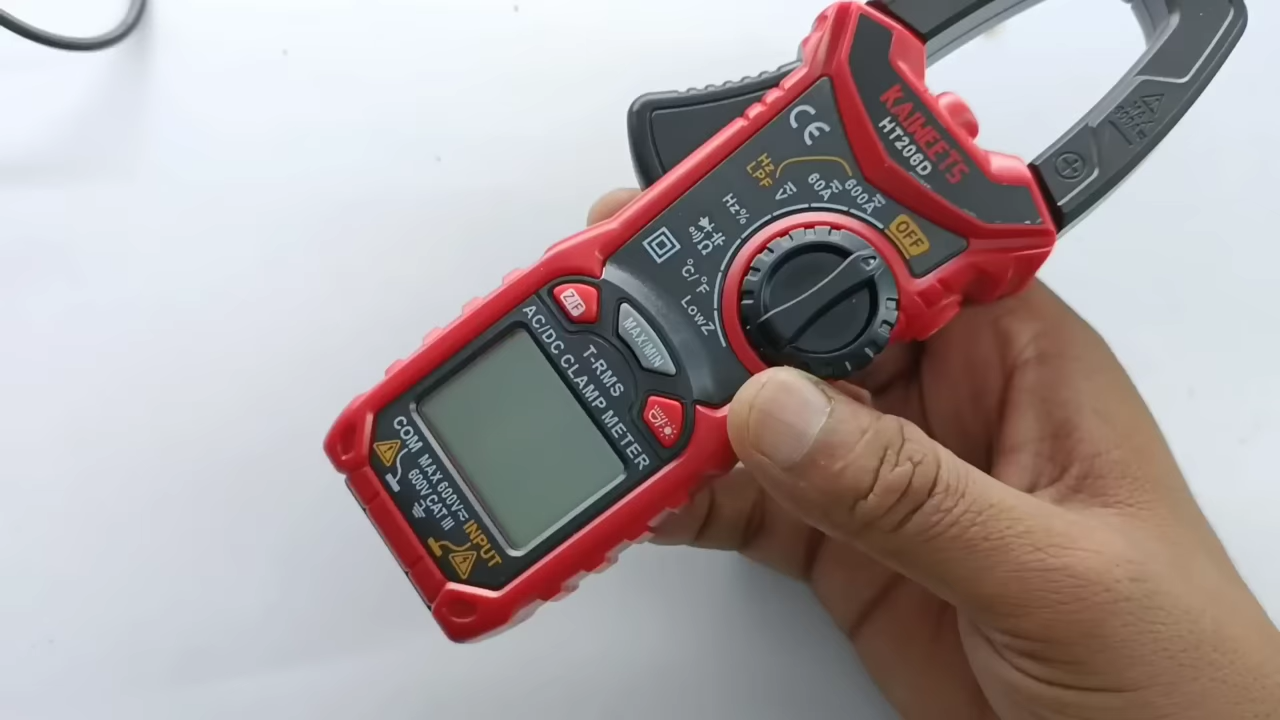 KAIWEETS
HT206D
CE
OFF
600A
60A
V
Hz
LPF
Hz%
Ω
°C/°F
LowZ
Z/F
MAX/MIN
T-RMS
AC/DC CLAMP METER
COM
MAX 600V
600V CAT III
INPUT